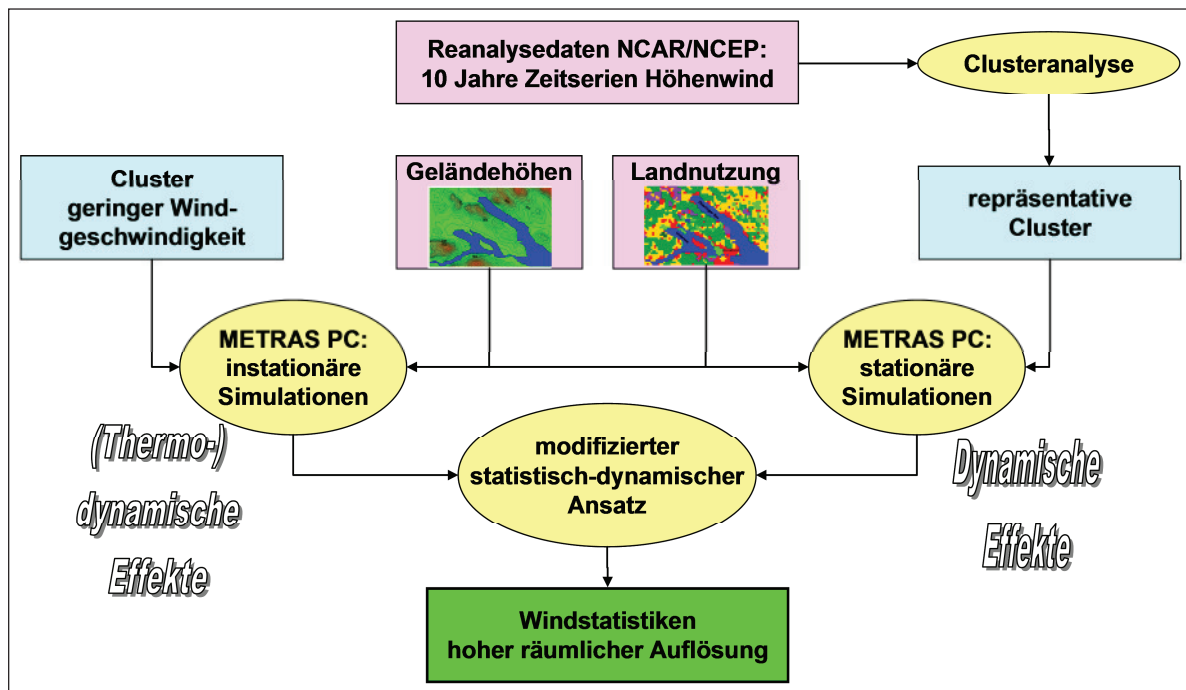 Reanalysedaten NCAR/NCEP:
10 Jahre Zeitserien Höhenwind
Clusteranalyse
Cluster
geringer Wind-
geschwindigkeit
Geländehöhen
Landnutzung
repräsentative
Cluster
METRAS PC:
instationäre
Simulationen
METRAS PC:
stationäre
Simulationen
(Thermo-)
dynamische
Effekte
modifizierter
statistisch-dynamischer
Ansatz
Dynamische
Effekte
Windstatistiken
hoher räumlicher Auflösung